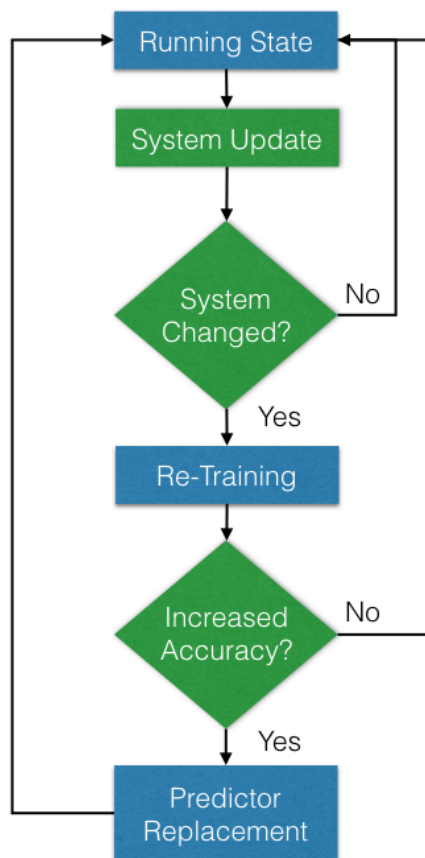 Running State
System Update
System
Changed?
No
Yes
Re-Training
Increased
Accuracy?
No
Yes
Predictor
Replacement